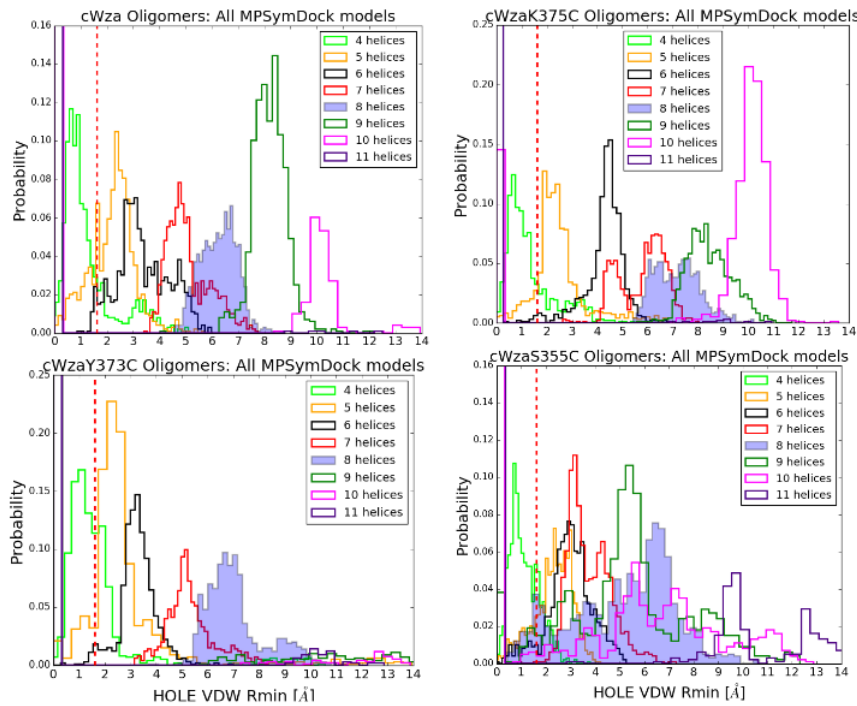 cWza Oligomers: All MPSymDock models
Probability
0.16
0.14
0.12
0.10
0.08
0.06
0.04
0.02
0.00
0 1 2 3 4 5 6 7 8 9 10 11 12 13 14
4 helices
5 helices
6 helices
7 helices
8 helices
9 helices
10 helices
11 helices
cWzaK375C Oligomers: All MPSymDock models
Probability
0.25
0.20
0.15
0.10
0.05
0.00
0 1 2 3 4 5 6 7 8 9 10 11 12 13 14
4 helices
5 helices
6 helices
7 helices
8 helices
9 helices
10 helices
11 helices
cWzaY373C Oligomers: All MPSymDock models
Probability
0.25
0.20
0.15
0.10
0.05
0.00
0 1 2 3 4 5 6 7 8 9 10 11 12 13 14
HOLE VDW Rmin [Å]
4 helices
5 helices
6 helices
7 helices
8 helices
9 helices
10 helices
11 helices
cWzaS355C Oligomers: All MPSymDock models
Probability
0.16
0.14
0.12
0.10
0.08
0.06
0.04
0.02
0.00
0 1 2 3 4 5 6 7 8 9 10 11 12 13 14
HOLE VDW Rmin [Å]
4 helices
5 helices
6 helices
7 helices
8 helices
9 helices
10 helices
11 helices